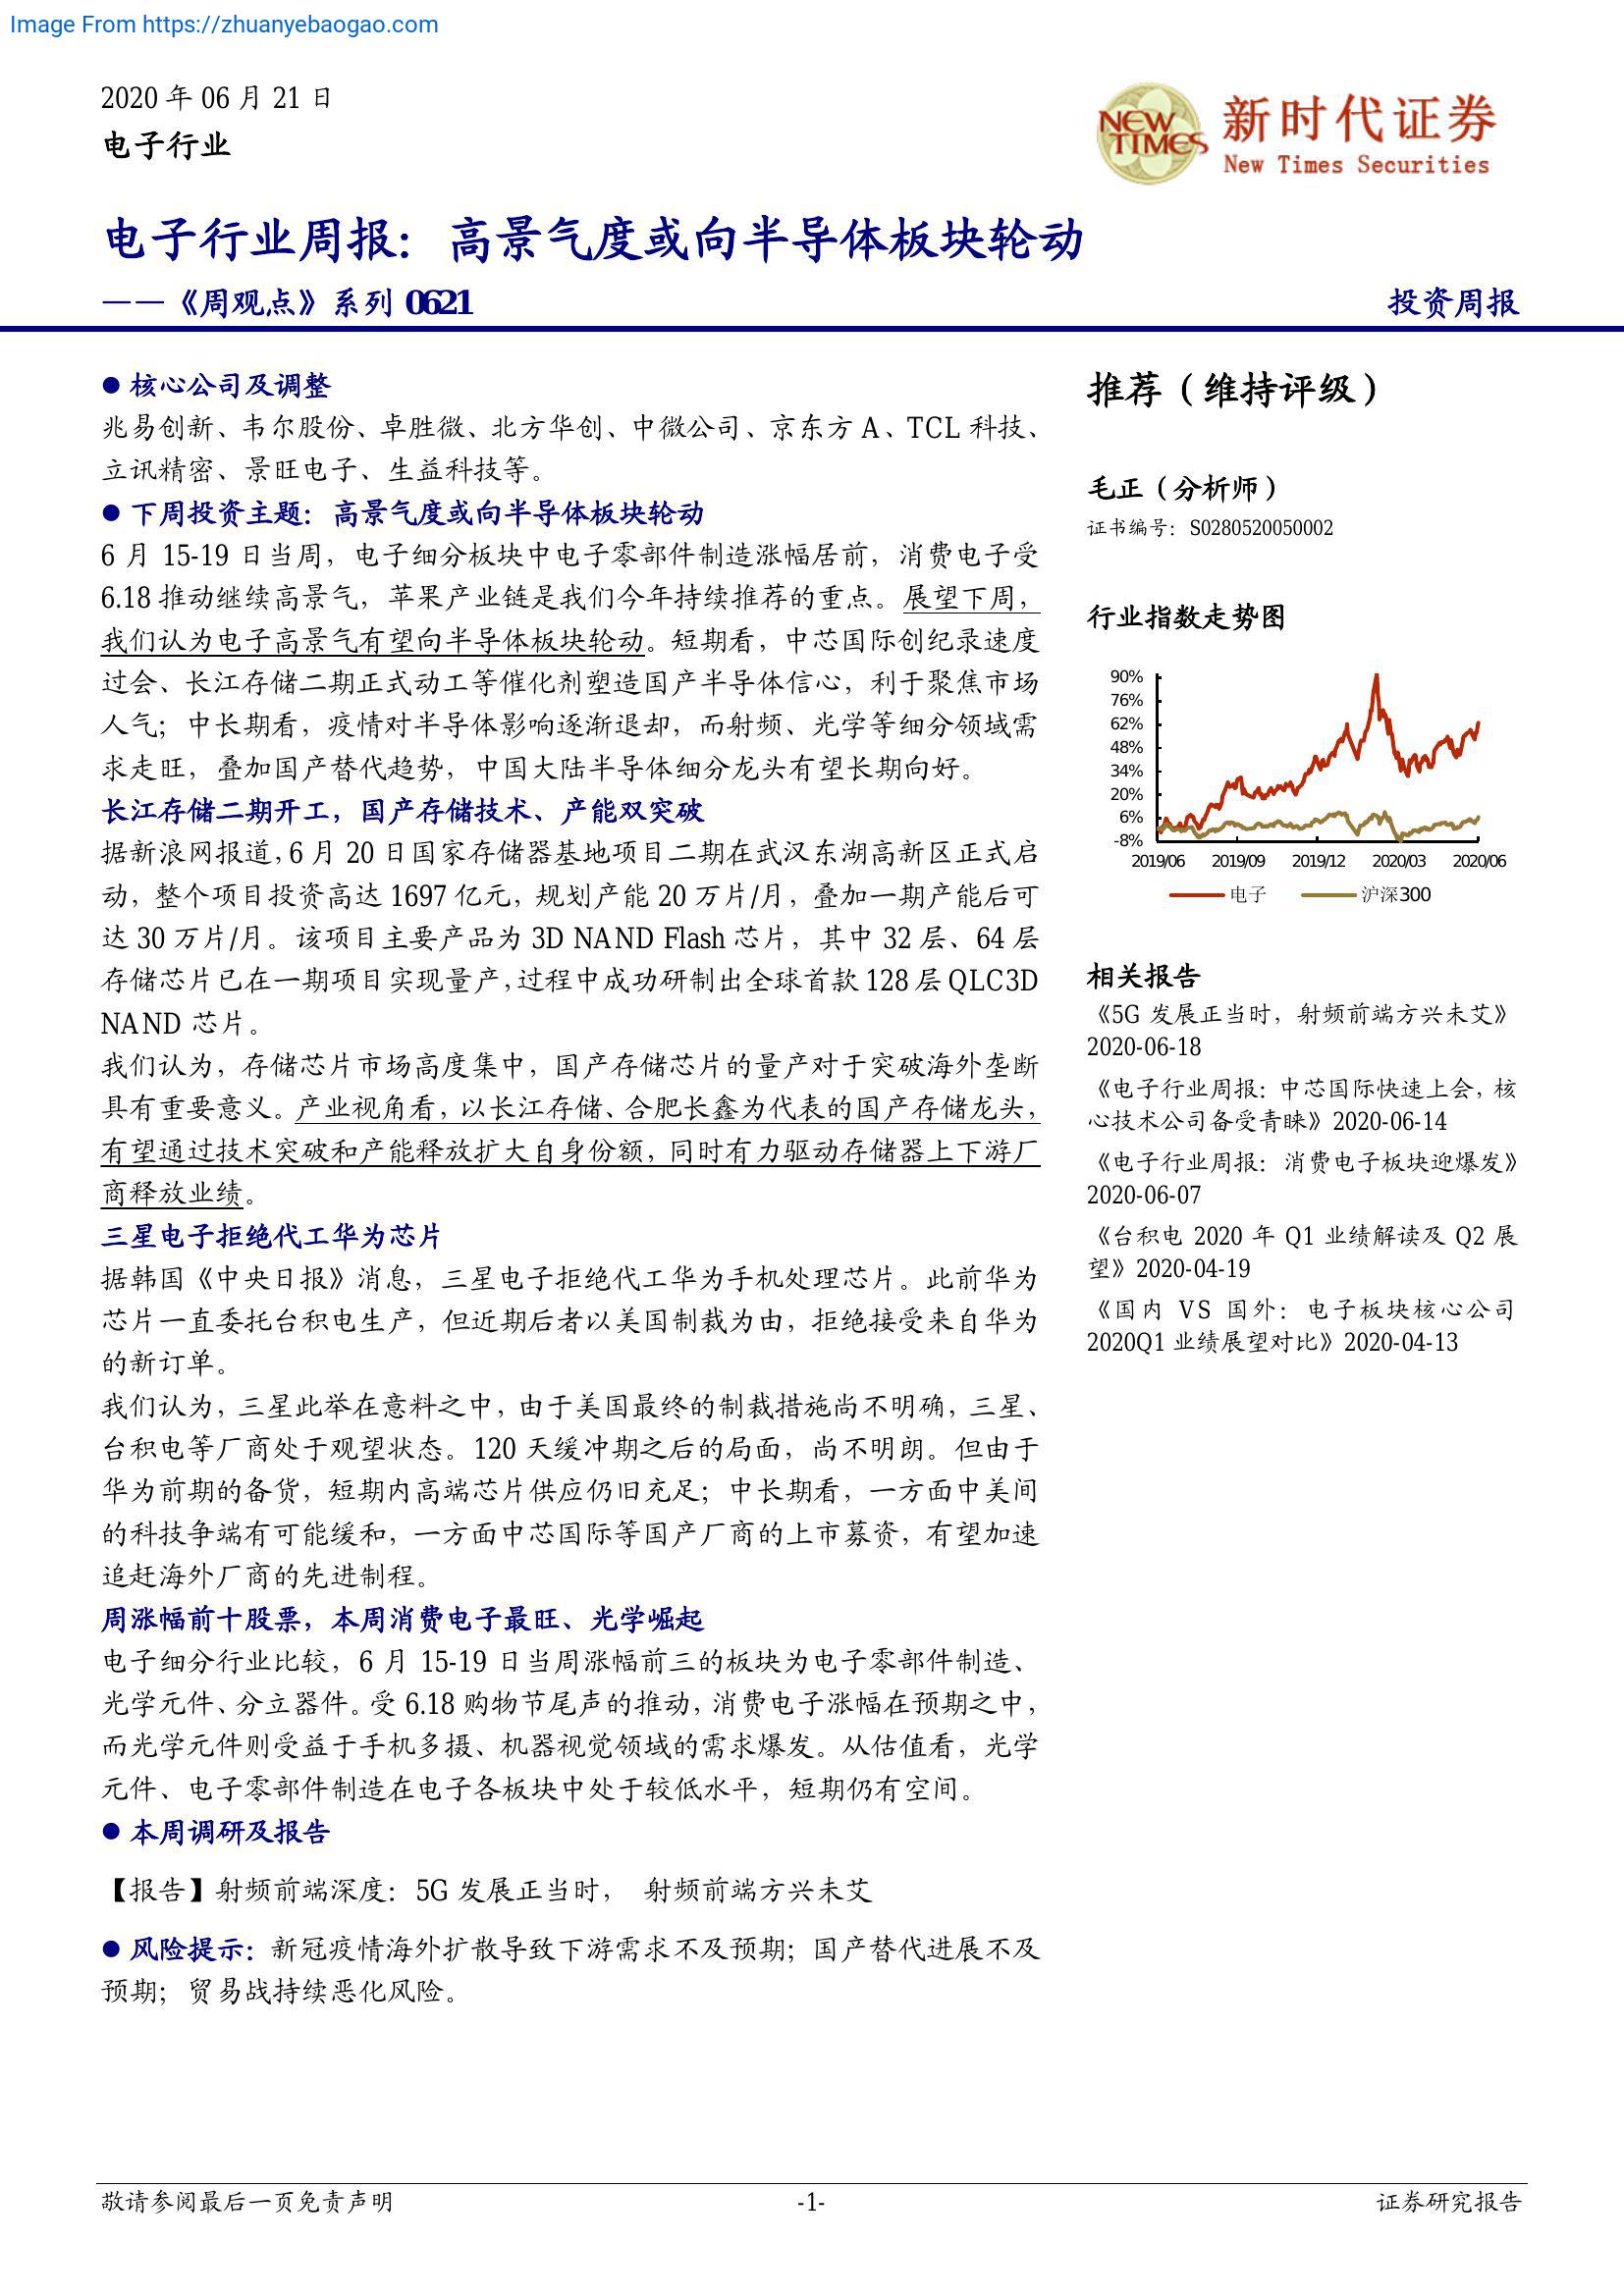 Image From https://zhuanyebaogao.com
2020 年 06 月 21 日
电子行业
NEW TIMES
新时代证券
New Times Securities
电子行业周报：高景气度或向半导体板块轮动
——《周观点》系列 0621
投资周报
● 核心公司及调整
兆易创新、韦尔股份、卓胜微、北方华创、中微公司、京东方 A、TCL 科技、
立讯精密、景旺电子、生益科技等。
● 下周投资主题：高景气度或向半导体板块轮动
6 月 15-19 日当周，电子细分板块中电子零部件制造涨幅居前，消费电子受
6.18 推动继续高景气，苹果产业链是我们今年持续推荐的重点。展望下周，
我们认为电子高景气有望向半导体板块轮动。短期看，中芯国际创纪录速度
过会、长江存储二期正式动工等催化剂塑造国产半导体信心，利于聚焦市场
人气；中长期看，疫情对半导体影响逐渐退却，而射频、光学等细分领域需
求走旺，叠加国产替代趋势，中国大陆半导体细分龙头有望长期向好。
长江存储二期开工，国产存储技术、产能双突破
据新浪网报道，6 月 20 日国家存储器基地项目二期在武汉东湖高新区正式启
动，整个项目投资高达 1697 亿元，规划产能 20 万片/月，叠加一期产能后可
达 30 万片/月。该项目主要产品为 3D NAND Flash 芯片，其中 32 层、64 层
存储芯片已在一期项目实现量产，过程中成功研制出全球首款 128 层 QLC3D
NAND 芯片。
我们认为，存储芯片市场高度集中，国产存储芯片的量产对于突破海外垄断
具有重要意义。产业视角看，以长江存储、合肥长鑫为代表的国产存储龙头，
有望通过技术突破和产能释放扩大自身份额，同时有力驱动存储器上下游厂
商释放业绩。
三星电子拒绝代工华为芯片
据韩国《中央日报》消息，三星电子拒绝代工华为手机处理芯片。此前华为
芯片一直委托台积电生产，但近期后者以美国制裁为由，拒绝接受来自华为
的新订单。
我们认为，三星此举在意料之中，由于美国最终的制裁措施尚不明确，三星、
台积电等厂商处于观望状态。120 天缓冲期之后的局面，尚不明朗。但由于
华为前期的备货，短期内高端芯片供应仍旧充足；中长期看，一方面中美间
的科技争端有可能缓和，一方面中芯国际等国产厂商的上市募资，有望加速
追赶海外厂商的先进制程。
周涨幅前十股票，本周消费电子最旺、光学崛起
电子细分行业比较，6 月 15-19 日当周涨幅前三的板块为电子零部件制造、
光学元件、分立器件。受 6.18 购物节尾声的推动，消费电子涨幅在预期之中，
而光学元件则受益于手机多摄、机器视觉领域的需求爆发。从估值看，光学
元件、电子零部件制造在电子各板块中处于较低水平，短期仍有空间。
● 本周调研及报告
【报告】射频前端深度：5G 发展正当时， 射频前端方兴未艾
● 风险提示：新冠疫情海外扩散导致下游需求不及预期；国产替代进展不及
预期；贸易战持续恶化风险。
推荐（维持评级）
毛正（分析师）
证书编号：S0280520050002
行业指数走势图
90%
76%
62%
48%
34%
20%
6%
-8%
2019/06 2019/09 2019/12 2020/03 2020/06
电子 沪深300
相关报告
《5G 发展正当时，射频前端方兴未艾》
2020-06-18
《电子行业周报：中芯国际快速上会，核
心技术公司备受青睐》2020-06-14
《电子行业周报：消费电子板块迎爆发》
2020-06-07
《台积电 2020 年 Q1 业绩解读及 Q2 展
望》2020-04-19
《国内 VS 国外：电子板块核心公司
2020Q1 业绩展望对比》2020-04-13
敬请参阅最后一页免责声明
-1-
证券研究报告